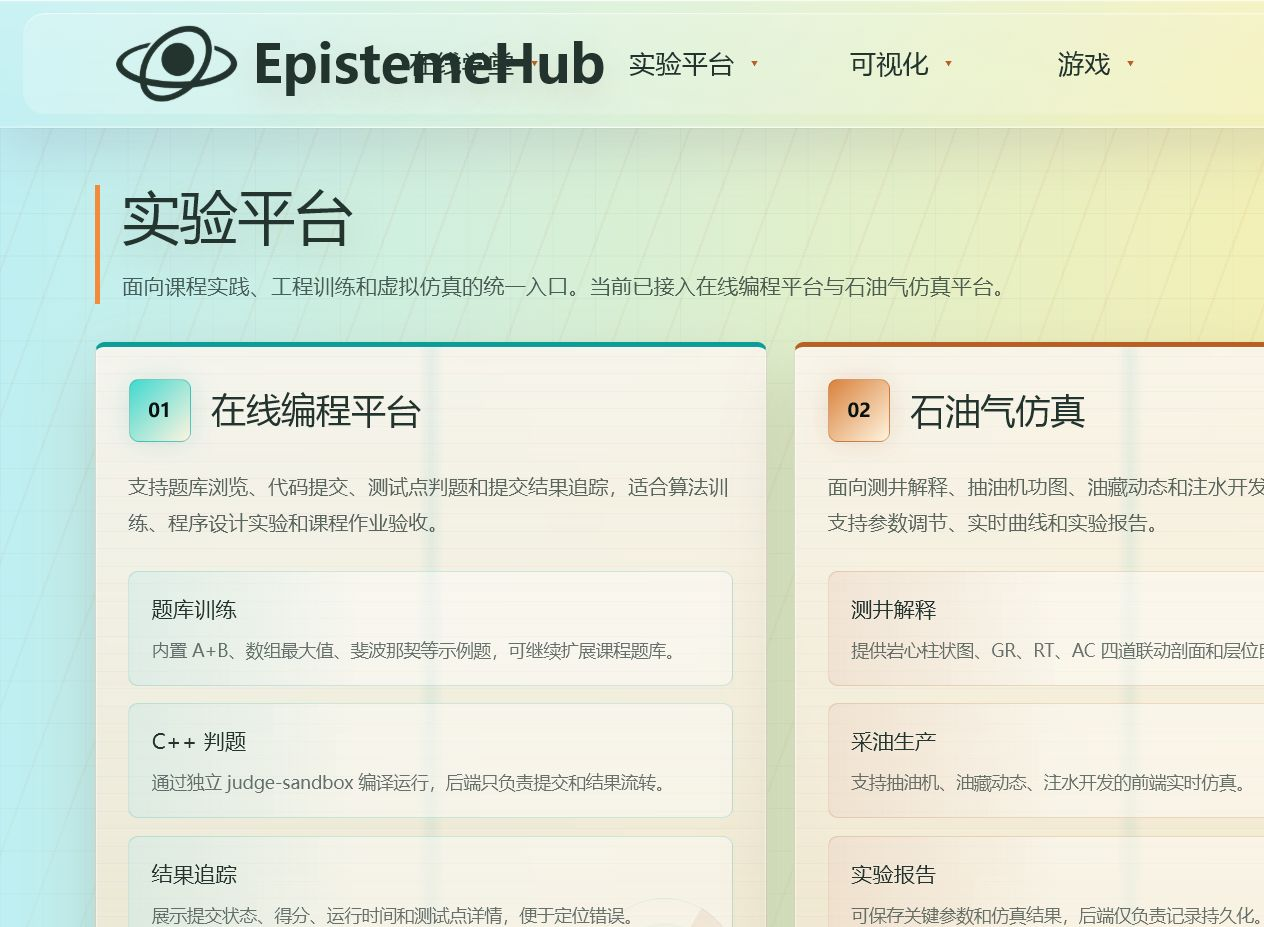 EpistemeHub
在线学堂 实验平台 可视化 游戏
实验平台
面向课程实践、工程训练和虚拟仿真的统一入口。当前已接入在线编程平台与石油气仿真平台。
01 在线编程平台
支持题库浏览、代码提交、测试点判题和提交结果追踪，适合算法训
练、程序设计实验和课程作业验收。
题库训练
内置 A+B、数组最大值、斐波那契等示例题，可继续扩展课程题库。
C++ 判题
通过独立 judge-sandbox 编译运行，后端只负责提交和结果流转。
结果追踪
展示提交状态、得分、运行时间和测试点详情，便于定位错误。
02 石油气仿真
面向测井解释、抽油机功图、油藏动态和注水开发
支持参数调节、实时曲线和实验报告。
测井解释
提供岩心柱状图、GR、RT、AC 四道联动剖面和层位
采油生产
支持抽油机、油藏动态、注水开发的前端实时仿真。
实验报告
可保存关键参数和仿真结果，后端仅负责记录持久化。